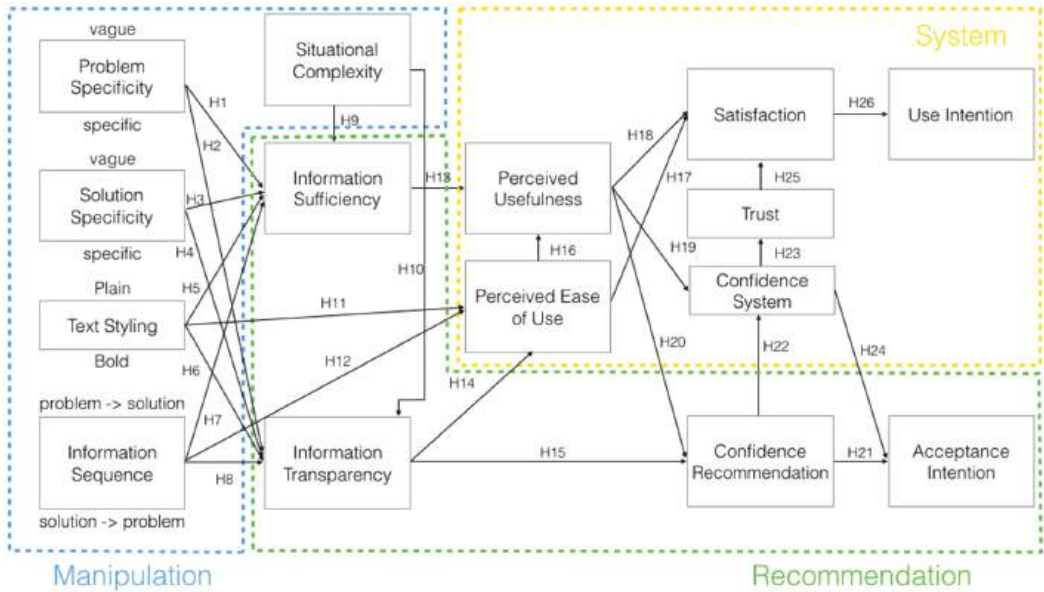 System
vague
Problem
Specificity
specific
Situational
Complexity
H1
H2
H9
vague
Solution
Specificity
specific
H3
H4
Information
Sufficiency
H13
Perceived
Usefulness
H18
H17
Satisfaction
H26
Use Intention
H25
Trust
H19
H23
H16
Confidence
System
H10
Plain
Text Styling
Bold
H5
H6
H11
H12
Perceived Ease
of Use
H20
H22
H24
H14
problem -> solution
Information
Sequence
solution -> problem
H7
H8
Information
Transparency
H15
Confidence
Recommendation
H21
Acceptance
Intention
Manipulation
Recommendation